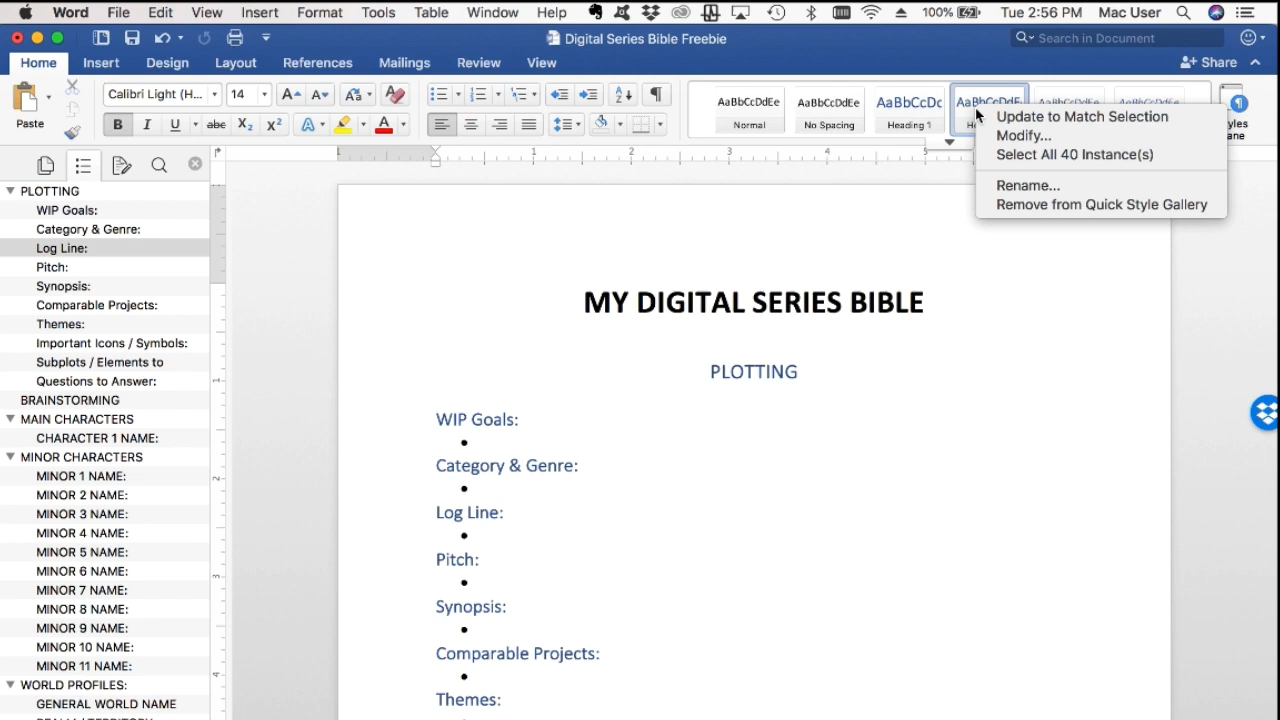 Word File Edit View Insert Format Tools Table Window Help 100% Tue 2:56 PM Mac User
Digital Series Bible Freebie
Search in Document
Home Insert Design Layout References Mailings Review View
Share
Paste
Calibri Light (H...
14
B I U abc X₂ X²
AaBbCcDdEe
Normal
AaBbCcDdEe
No Spacing
AaBbCcDc
Heading 1
AaBbCcDdE
Update to Match Selection
Modify...
Select All 40 Instance(s)
Rename...
Remove from Quick Style Gallery
PLOTTING
WIP Goals:
Category & Genre:
Log Line:
Pitch:
Synopsis:
Comparable Projects:
Themes:
Important Icons / Symbols:
Subplots / Elements to
Questions to Answer:
BRAINSTORMING
MAIN CHARACTERS
CHARACTER 1 NAME:
MINOR CHARACTERS
MINOR 1 NAME:
MINOR 2 NAME:
MINOR 3 NAME:
MINOR 4 NAME:
MINOR 5 NAME:
MINOR 6 NAME:
MINOR 7 NAME:
MINOR 8 NAME:
MINOR 9 NAME:
MINOR 10 NAME:
MINOR 11 NAME:
WORLD PROFILES:
GENERAL WORLD NAME
MY DIGITAL SERIES BIBLE
PLOTTING
WIP Goals:
Category & Genre:
Log Line:
Pitch:
Synopsis:
Comparable Projects:
Themes: